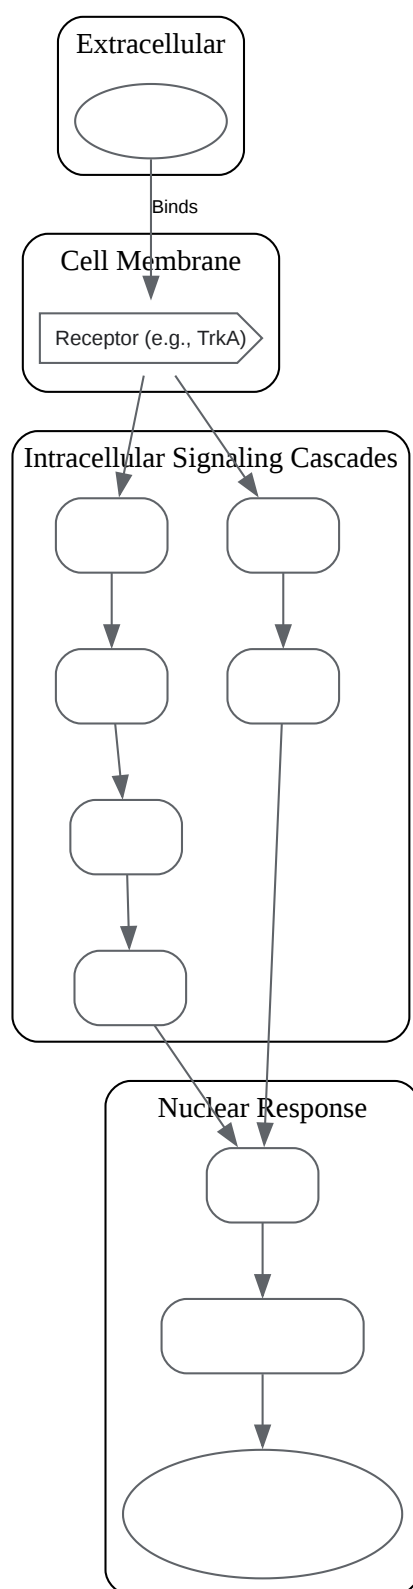 Extracellular
Binds
Cell Membrane
Receptor (e.g., TrkA)
Intracellular Signaling Cascades
Nuclear Response